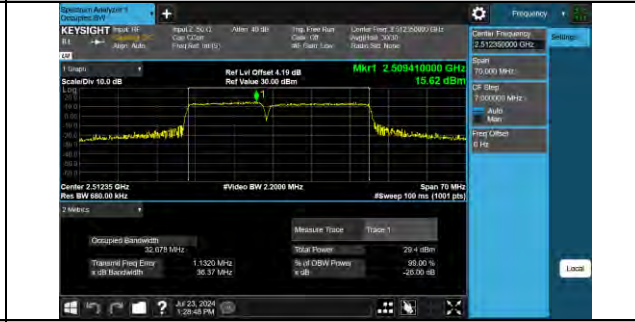 Spectrum Analyzer 1
Occupied BW
KEYSIGHT Input: RF
Input Z: 50 Ω
Atten: 40 dB
Trig: Free Run
Center Freq: 2.512350000 GHz
Align: Auto
Gate: Off
Avg|Hold: 30/30
Radio Std: None
1 Graph
Scale/Div 10.0 dB
Ref Lvl Offset 4.19 dB
Ref Value 30.00 dBm
Mkr1 2.509410000 GHz
15.62 dBm
Log
Center 2.51235 GHz
Res BW 680.00 kHz
#Video BW 2.2000 MHz
Span 70 MHz
#Sweep 100 ms (1001 pts)
2 Metrics
Measure Trace Trace 1
Occupied Bandwidth
32.078 MHz
Total Power 29.4 dBm
Transmit Freq Error 1.1320 MHz
% of OBW Power 99.00 %
x dB Bandwidth 36.37 MHz
x dB -26.00 dB
Jul 23, 2024
1:28:48 PM
Frequency
Settings
Center Frequency
2.512350000 GHz
Span
70.000 MHz
CF Step
7.000000 MHz
Auto
Man
Freq Offset
0 Hz
Local